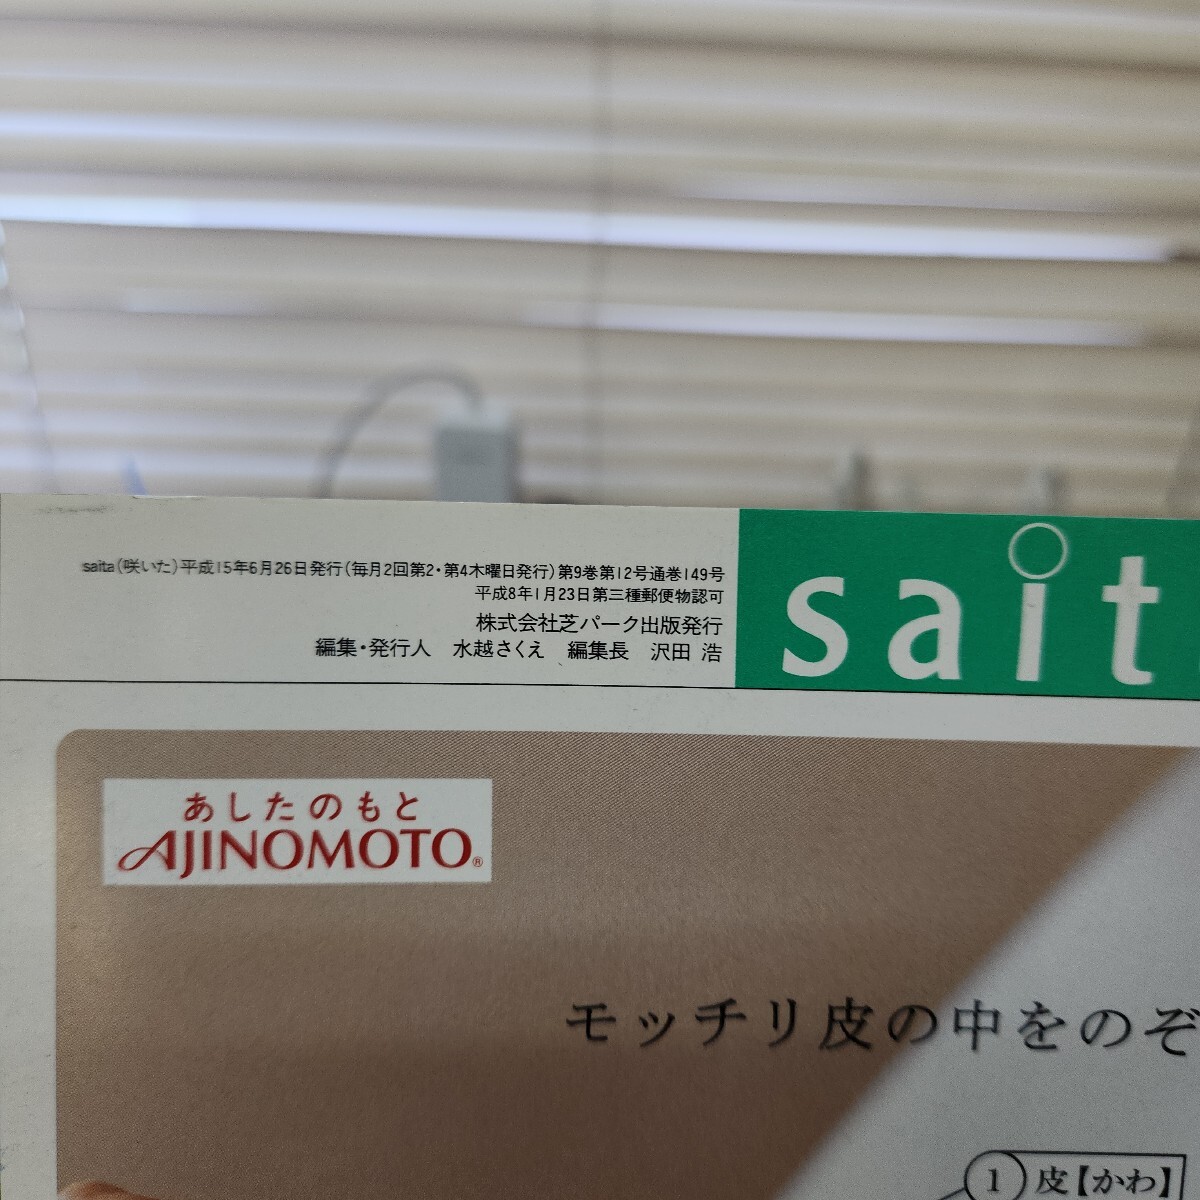 saita(咲いた)平成15年6月26日発行(毎月2回第2・第4木曜日発行)第9巻第12号通巻149号
平成8年1月23日第三種郵便物認可
株式会社芝パーク出版発行
編集・発行人 水越さくえ 編集長 沢田 浩
sait
あしたのもと
AJINOMOTO®
モッチリ皮の中をのぞ
1 皮【かわ】